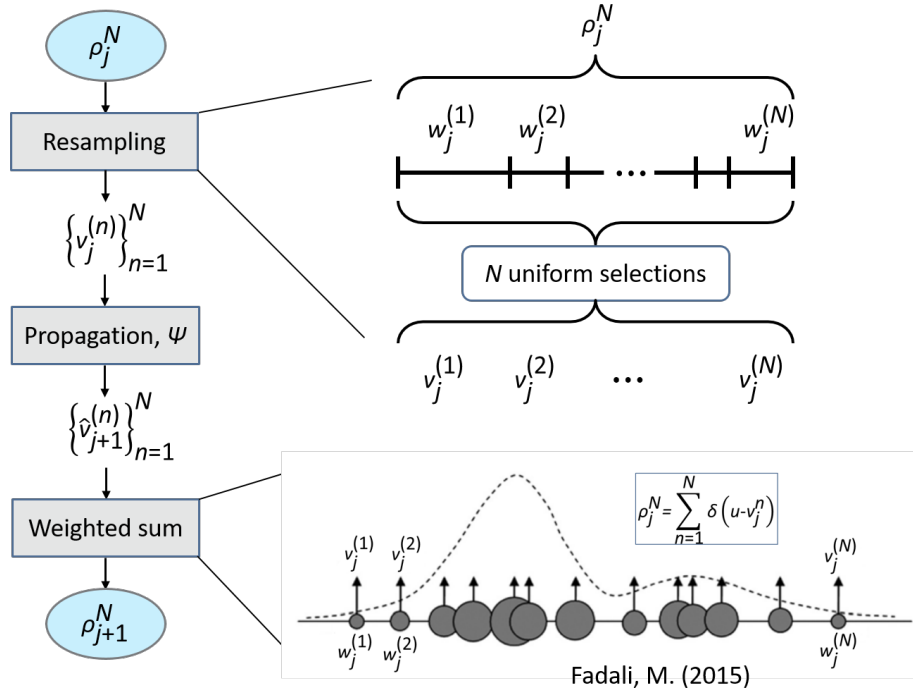 ρ_j^N
Resampling
{v_j^(n)}_{n=1}^N
Propagation, Ψ
{v̂_{j+1}^(n)}_{n=1}^N
Weighted sum
ρ_{j+1}^N
ρ_j^N
w_j^(1) w_j^(2) w_j^(N)
...
N uniform selections
v_j^(1) v_j^(2) ... v_j^(N)
ρ_j^N = ∑_{n=1}^N δ(u-v_j^n)
v_j^(1) v_j^(2) v_j^(N)
w_j^(1) w_j^(2) w_j^(N)
Fadali, M. (2015)